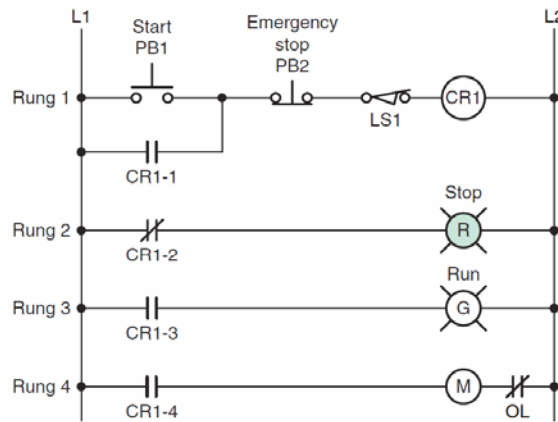 L1
L2
Start
PB1
Emergency
stop
PB2
Rung 1
LS1
CR1
CR1-1
Stop
Rung 2
R
CR1-2
Run
Rung 3
G
CR1-3
Rung 4
M
CR1-4
OL